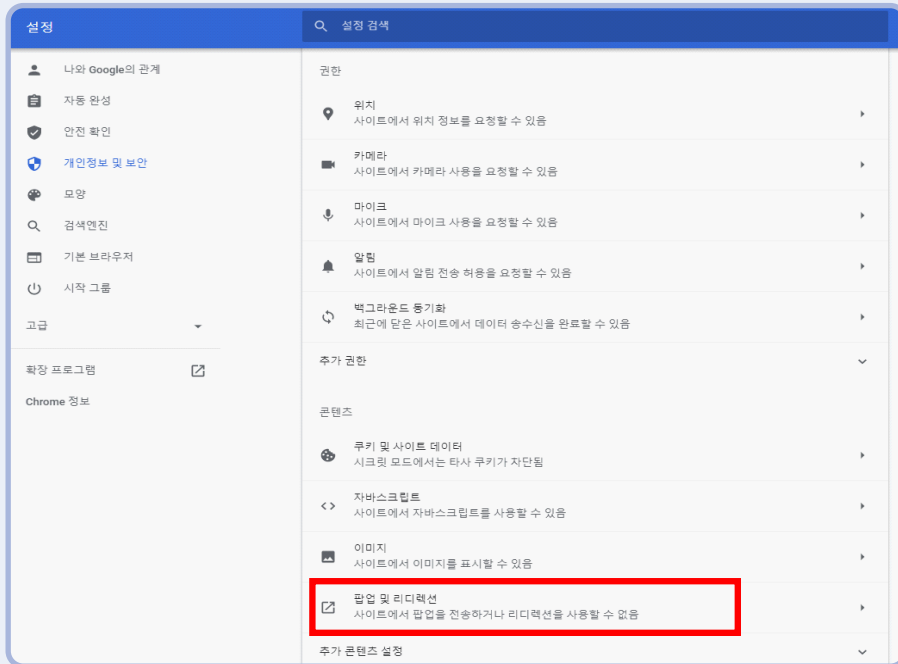 설정
설정 검색
나와 Google의 관계
자동 완성
안전 확인
개인정보 및 보안
모양
검색엔진
기본 브라우저
시작 그룹
고급
확장 프로그램
Chrome 정보
권한
위치
사이트에서 위치 정보를 요청할 수 있음
카메라
사이트에서 카메라 사용을 요청할 수 있음
마이크
사이트에서 마이크 사용을 요청할 수 있음
알림
사이트에서 알림 전송 허용을 요청할 수 있음
백그라운드 동기화
최근에 닫은 사이트에서 데이터 송수신을 완료할 수 있음
추가 권한
콘텐츠
쿠키 및 사이트 데이터
시크릿 모드에서는 타사 쿠키가 차단됨
자바스크립트
사이트에서 자바스크립트를 사용할 수 있음
이미지
사이트에서 이미지를 표시할 수 있음
팝업 및 리디렉션
사이트에서 팝업을 전송하거나 리디렉션을 사용할 수 없음
추가 콘텐츠 설정